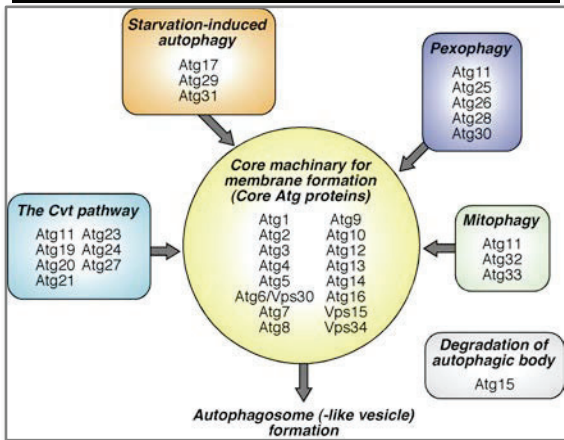 Starvation-induced
autophagy
Atg17
Atg29
Atg31
Pexophagy
Atg11
Atg25
Atg26
Atg28
Atg30
Core machinary for
membrane formation
(Core Atg proteins)
Atg1 Atg9
Atg2 Atg10
Atg3 Atg12
Atg4 Atg13
Atg5 Atg14
Atg6/Vps30 Atg16
Atg7 Vps15
Atg8 Vps34
The Cvt pathway
Atg11 Atg23
Atg19 Atg24
Atg20 Atg27
Atg21
Mitophagy
Atg11
Atg32
Atg33
Degradation of
autophagic body
Atg15
Autophagosome (-like vesicle)
formation